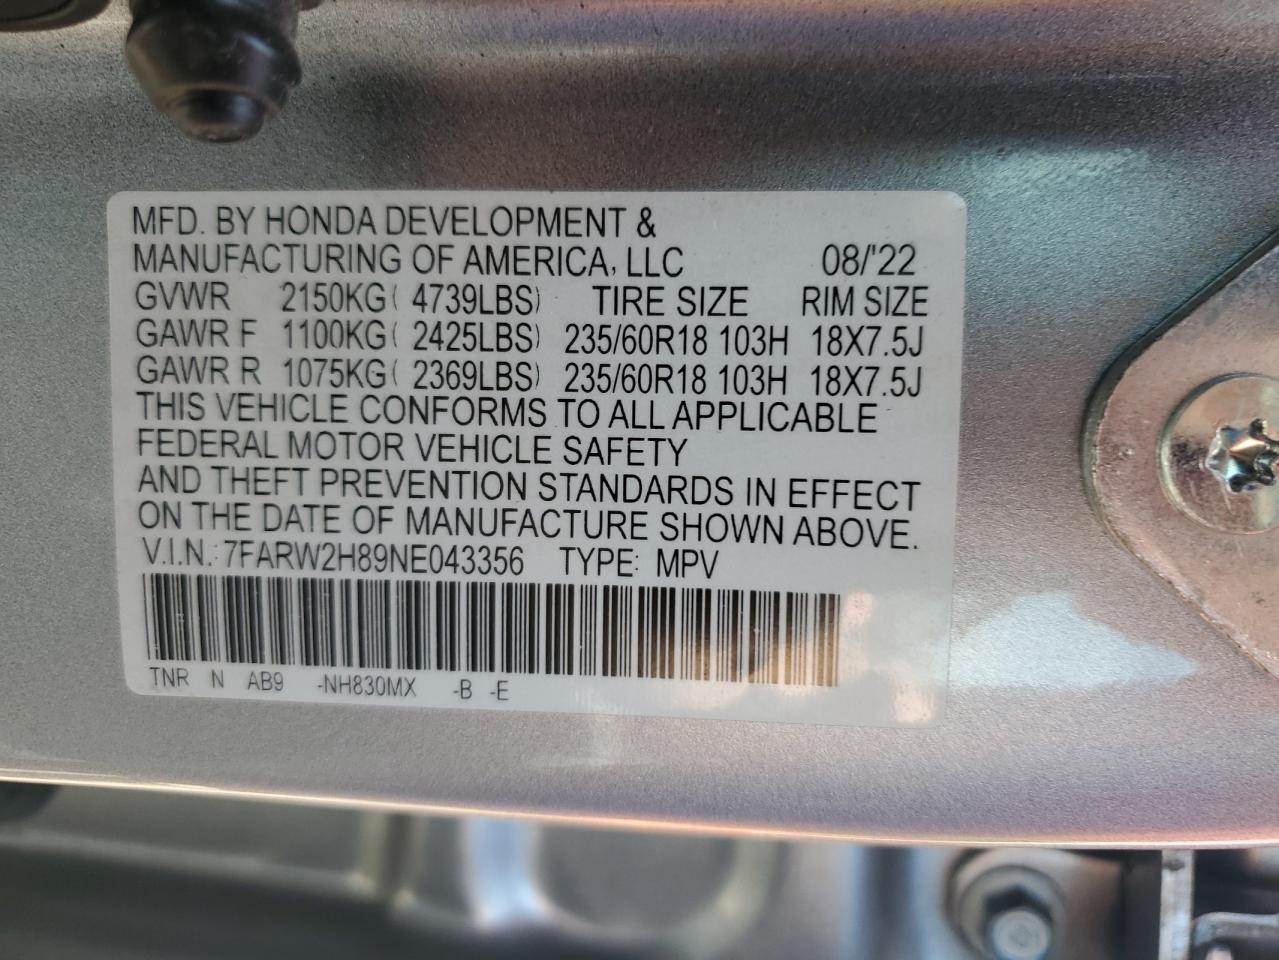 MFD. BY HONDA DEVELOPMENT &
MANUFACTURING OF AMERICA, LLC 08/'22
GVWR 2150KG( 4739LBS) TIRE SIZE RIM SIZE
GAWR F 1100KG( 2425LBS) 235/60R18 103H 18X7.5J
GAWR R 1075KG( 2369LBS) 235/60R18 103H 18X7.5J
THIS VEHICLE CONFORMS TO ALL APPLICABLE
FEDERAL MOTOR VEHICLE SAFETY
AND THEFT PREVENTION STANDARDS IN EFFECT
ON THE DATE OF MANUFACTURE SHOWN ABOVE.
V.I.N.: 7FARW2H89NE043356 TYPE: MPV
TNR N AB9 -NH830MX -B -E